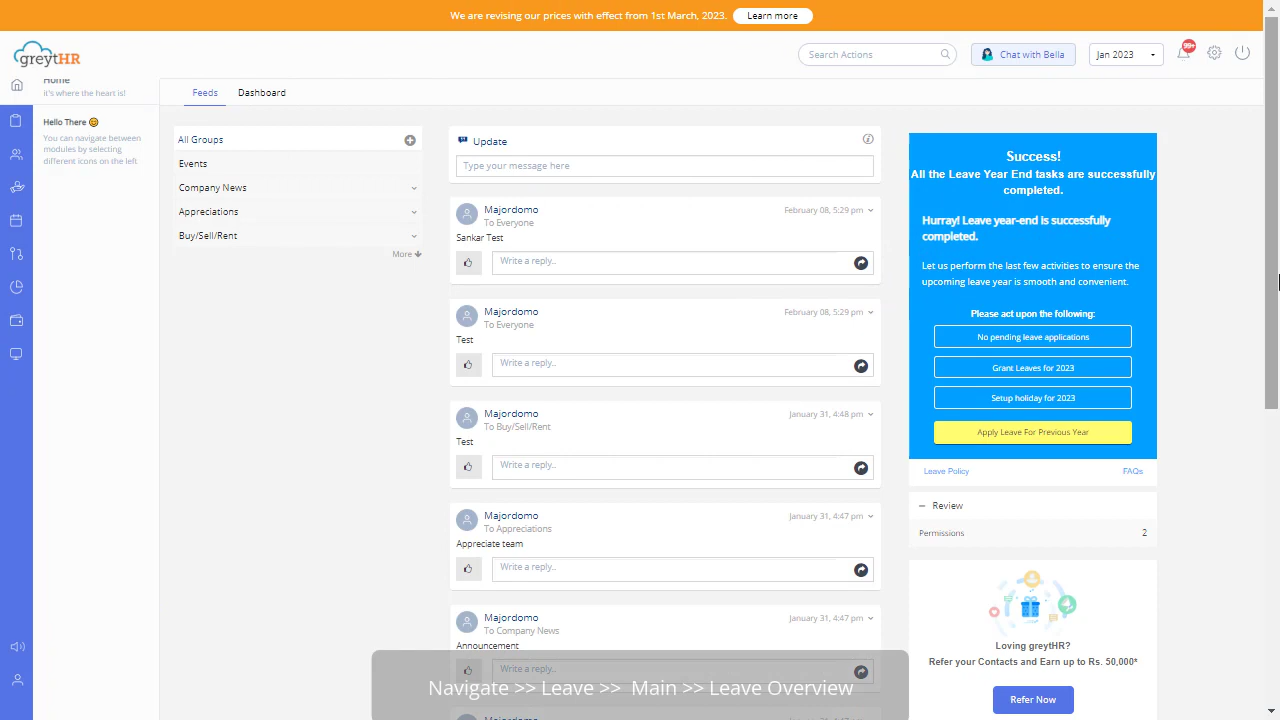 We are revising our prices with effect from 1st March, 2023. Learn more
greytHR
Search Actions
Chat with Bella
Jan 2023
99+
Home
it's where the heart is!
Hello There
You can navigate between
modules by selecting
different icons on the left
Feeds
Dashboard
All Groups
Events
Company News
Appreciations
Buy/Sell/Rent
More
Update
Type your message here
Majordomo
February 08, 5:29 pm
To Everyone
Sankar Test
Write a reply..
Majordomo
February 08, 5:29 pm
To Everyone
Test
Write a reply..
Majordomo
January 31, 4:48 pm
To Buy/Sell/Rent
Test
Write a reply..
Majordomo
January 31, 4:47 pm
To Appreciations
Appreciate team
Write a reply..
Majordomo
January 31, 4:47 pm
To Company News
Announcement
Write a reply..
Majordomo
January 31, 4:47 pm
Success!
All the Leave Year End tasks are successfully
completed.
Hurray! Leave year-end is successfully
completed.
Let us perform the last few activities to ensure the
upcoming leave year is smooth and convenient.
Please act upon the following:
No pending leave applications
Grant Leaves for 2023
Setup holiday for 2023
Apply Leave For Previous Year
Leave Policy
FAQs
Review
Permissions 2
Loving greytHR?
Refer your Contacts and Earn up to Rs. 50,000*
Refer Now
Navigate >> Leave >> Main >> Leave Overview